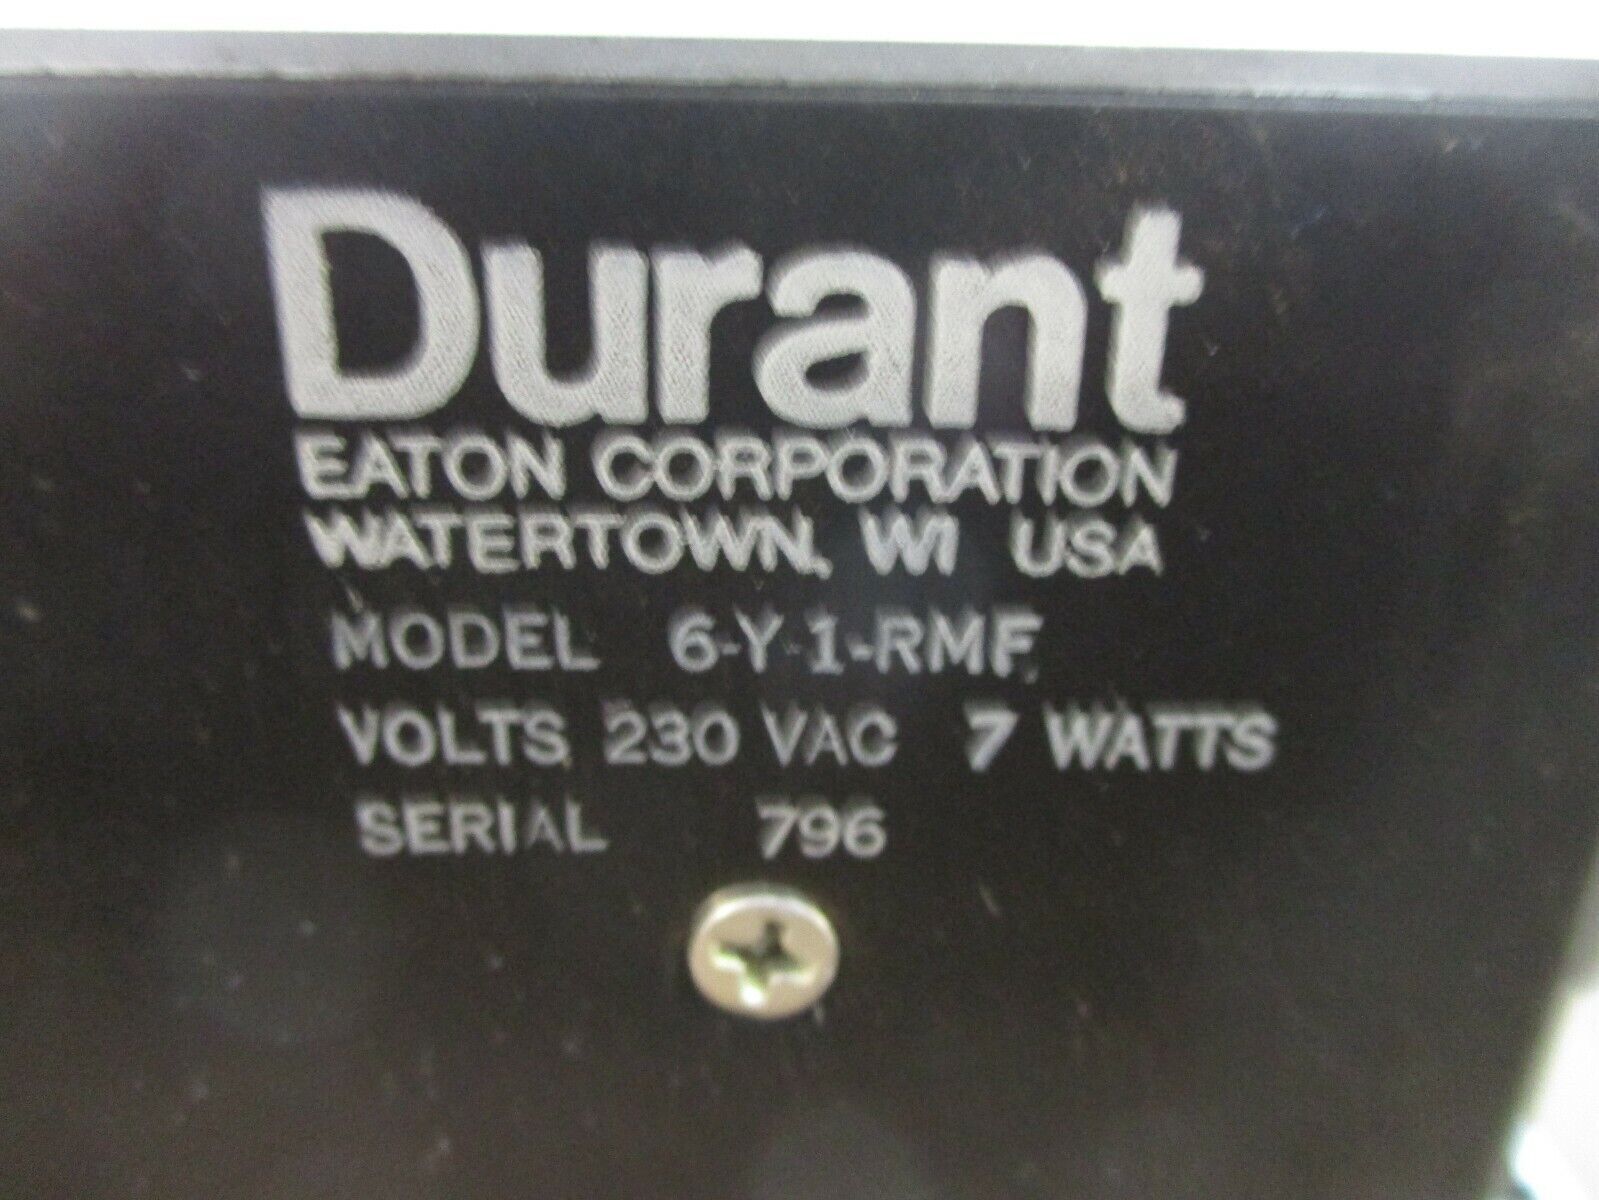 Durant
EATON CORPORATION
WATERTOWN, WI USA
MODEL 6-Y-1-RMF
VOLTS 230 VAC 7 WATTS
SERIAL 796